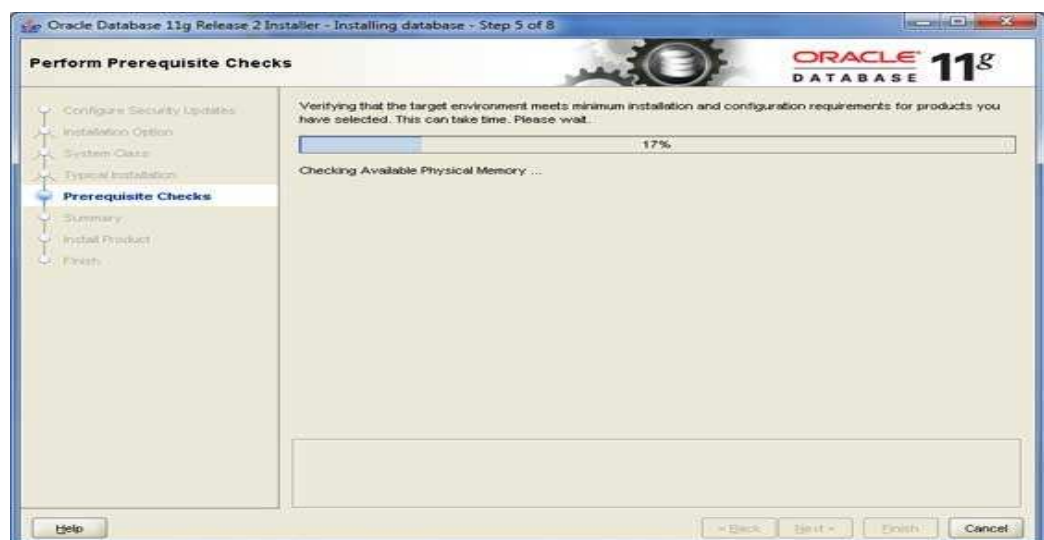 Oracle Database 11g Release 2 Installer - Installing database - Step 5 of 8
Perform Prerequisite Checks
ORACLE 11g
DATABASE
Configure Security Updates
Installation Option
System Class
Typical Installation
Prerequisite Checks
Summary
Install Product
Finish
Verifying that the target environment meets minimum installation and configuration requirements for products you
have selected. This can take time. Please wait.
17%
Checking Available Physical Memory ...
Help
< Back
Next >
Finish
Cancel